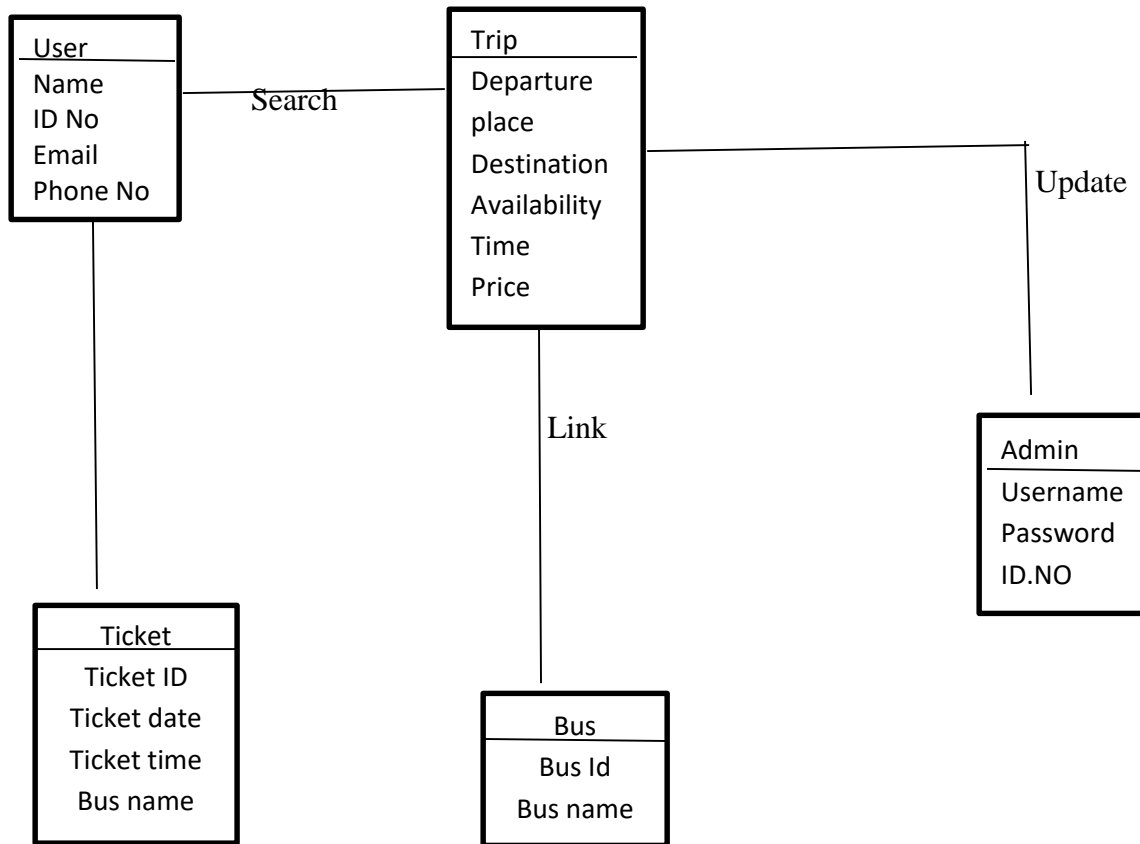 User
Name
ID No
Email
Phone No
Search
Trip
Departure
place
Destination
Availability
Time
Price
Update
Link
Admin
Username
Password
ID.NO
Ticket
Ticket ID
Ticket date
Ticket time
Bus name
Bus
Bus Id
Bus name